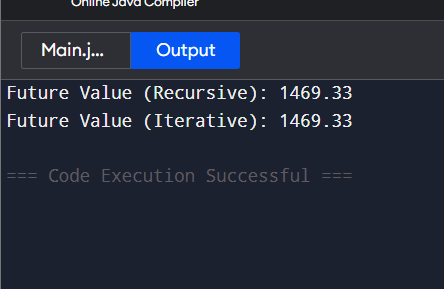 Online Java Compiler
Main.j... Output
Future Value (Recursive): 1469.33
Future Value (Iterative): 1469.33
=== Code Execution Successful ===